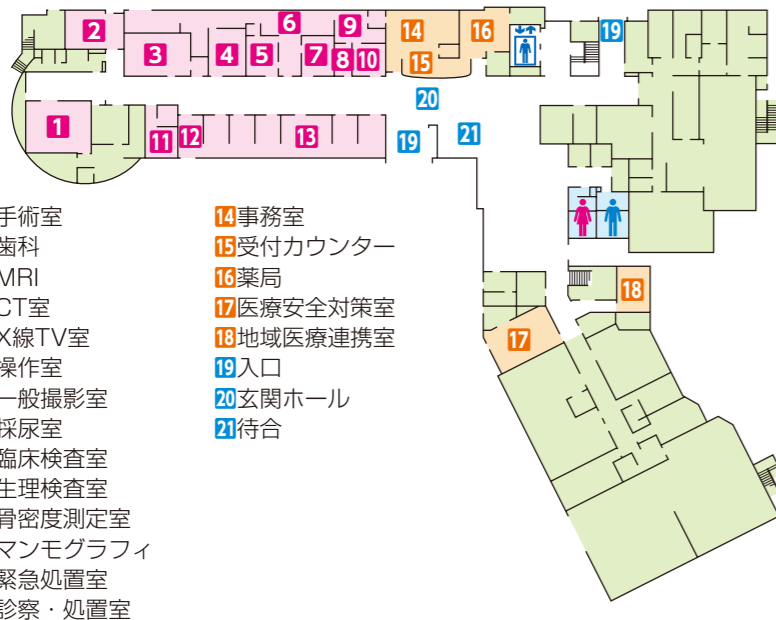 2
6
9
14
16
19
3
4
5
7
8
10
15
20
1
11
12
13
19
21
18
17
手術室
歯科
MRI
CT室
X線TV室
操作室
一般撮影室
採尿室
臨床検査室
生理検査室
骨密度測定室
マンモグラフィ
緊急処置室
診察・処置室
14事務室
15受付カウンター
16薬局
17医療安全対策室
18地域医療連携室
19入口
20玄関ホール
21待合